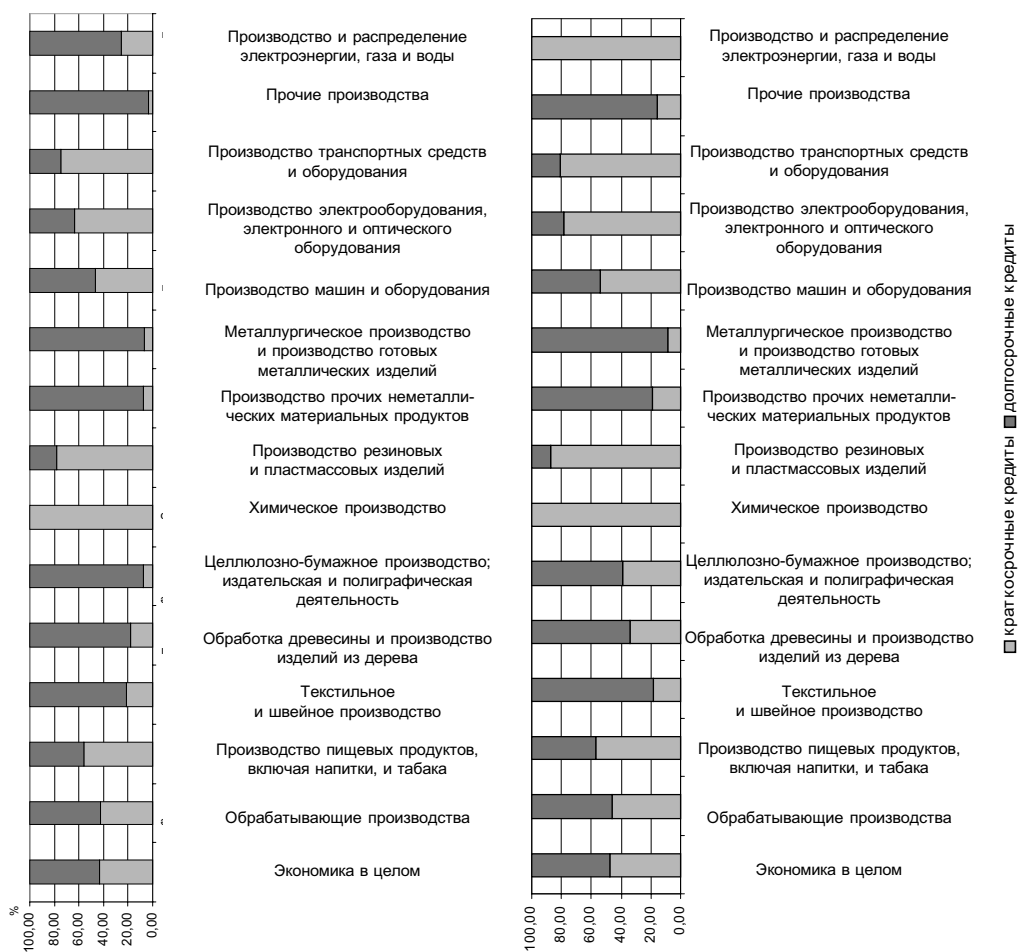 Производство и распределение
электроэнергии, газа и воды
Прочие производства
Производство транспортных средств
и оборудования
Производство электрооборудования,
электронного и оптического
оборудования
Производство машин и оборудования
Металлургическое производство
и производство готовых
металлических изделий
Производство прочих неметалли-
ческих материальных продуктов
Производство резиновых
и пластмассовых изделий
Химическое производство
Целлюлозно-бумажное производство;
издательская и полиграфическая
деятельность
Обработка древесины и производство
изделий из дерева
Текстильное
и швейное производство
Производство пищевых продуктов,
включая напитки, и табака
Обрабатывающие производства
Экономика в целом
%
100,00
80,00
60,00
40,00
20,00
0,00
Производство и распределение
электроэнергии, газа и воды
Прочие производства
Производство транспортных средств
и оборудования
Производство электрооборудования,
электронного и оптического
оборудования
Производство машин и оборудования
Металлургическое производство
и производство готовых
металлических изделий
Производство прочих неметалли-
ческих материальных продуктов
Производство резиновых
и пластмассовых изделий
Химическое производство
Целлюлозно-бумажное производство;
издательская и полиграфическая
деятельность
Обработка древесины и производство
изделий из дерева
Текстильное
и швейное производство
Производство пищевых продуктов,
включая напитки, и табака
Обрабатывающие производства
Экономика в целом
100,00
80,00
60,00
40,00
20,00
0,00
краткосрочные кредиты долгосрочные кредиты